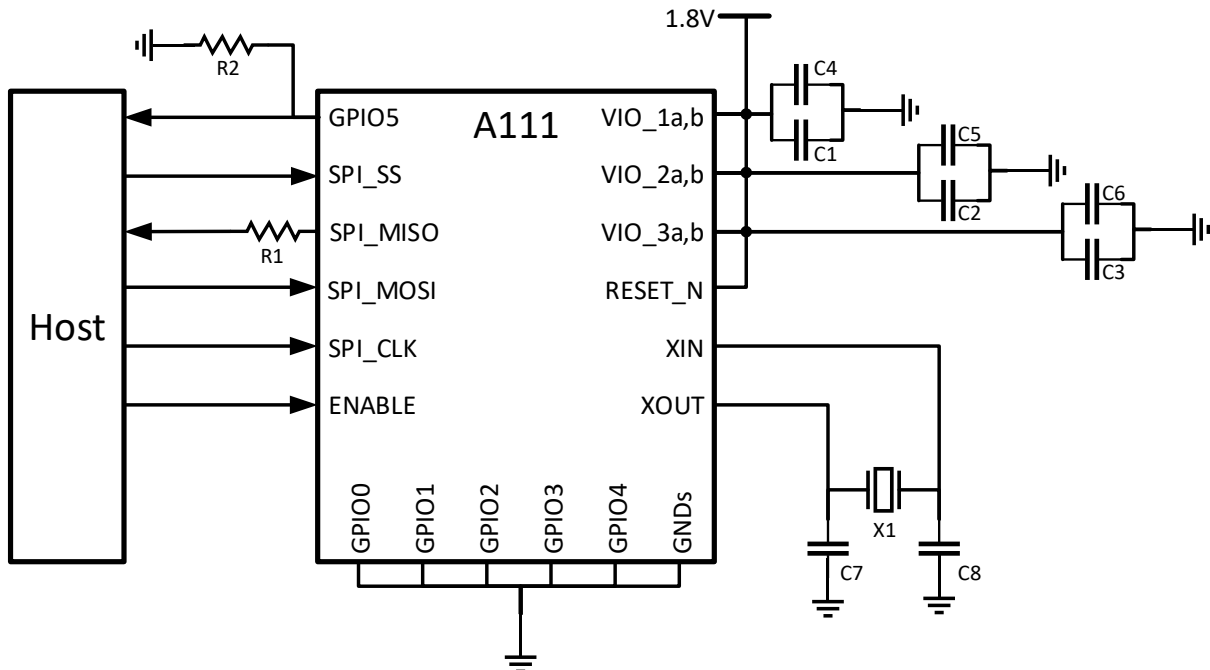 1.8V
R2
C4
GPIO5
A111
VIO_1a,b
C1
C5
SPI_SS
VIO_2a,b
C2
C6
SPI_MISO
VIO_3a,b
R1
C3
SPI_MOSI
RESET_N
Host
SPI_CLK
XIN
ENABLE
XOUT
GPIO0
GPIO1
GPIO2
GPIO3
GPIO4
GNDs
X1
C7
C8